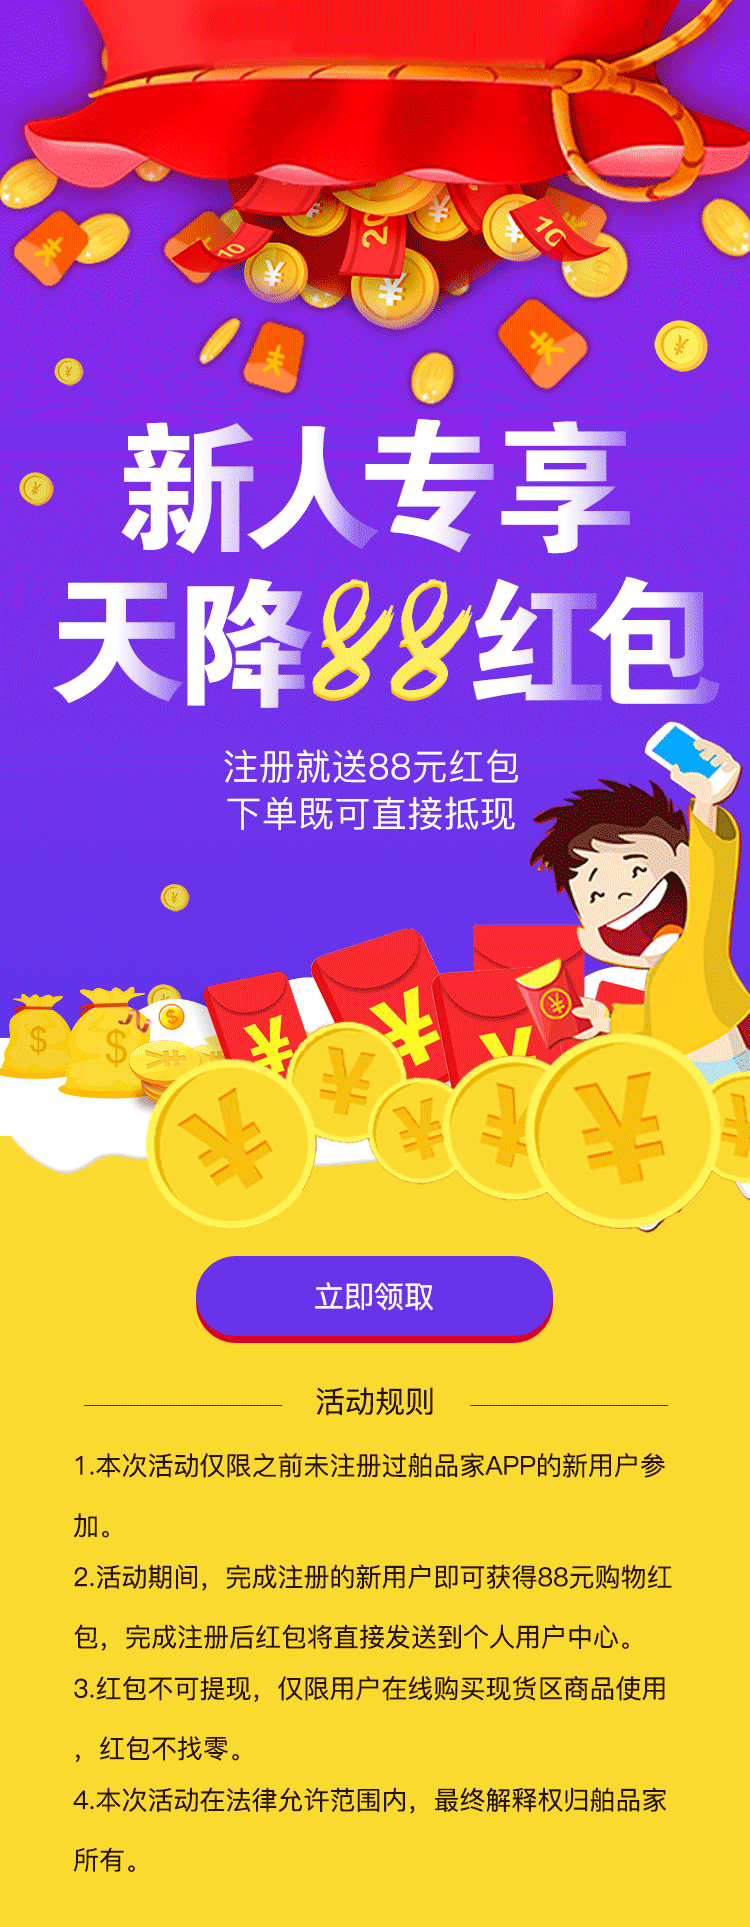 10
20
10
新人专享
天降88红包
注册就送88元红包
下单既可直接抵现
立即领取
活动规则
1.本次活动仅限之前未注册过舶品家APP的新用户参
加。
2.活动期间，完成注册的新用户即可获得88元购物红
包，完成注册后红包将直接发送到个人用户中心。
3.红包不可提现，仅限用户在线购买现货区商品使用
，红包不找零。
4.本次活动在法律允许范围内，最终解释权归舶品家
所有。